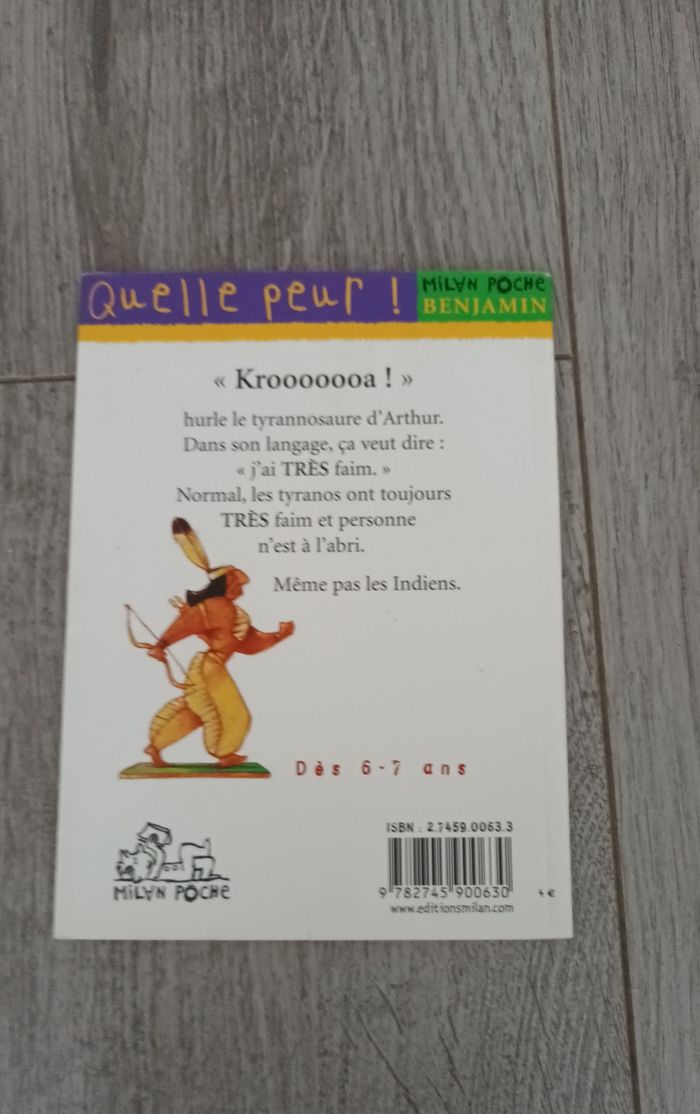 Quelle peur !
MiLAN POCHE
BENJAMIN
« Krooooooa ! »
hurle le tyrannosaure d'Arthur.
Dans son langage, ça veut dire :
« j'ai TRÈS faim. »
Normal, les tyranos ont toujours
TRÈS faim et personne
n'est à l'abri.
Même pas les Indiens.
Dès 6-7 ans
MiLAN POCHE
ISBN : 2.7459.0063.3
9 782745 900630
4 €
www.editionsmilan.com